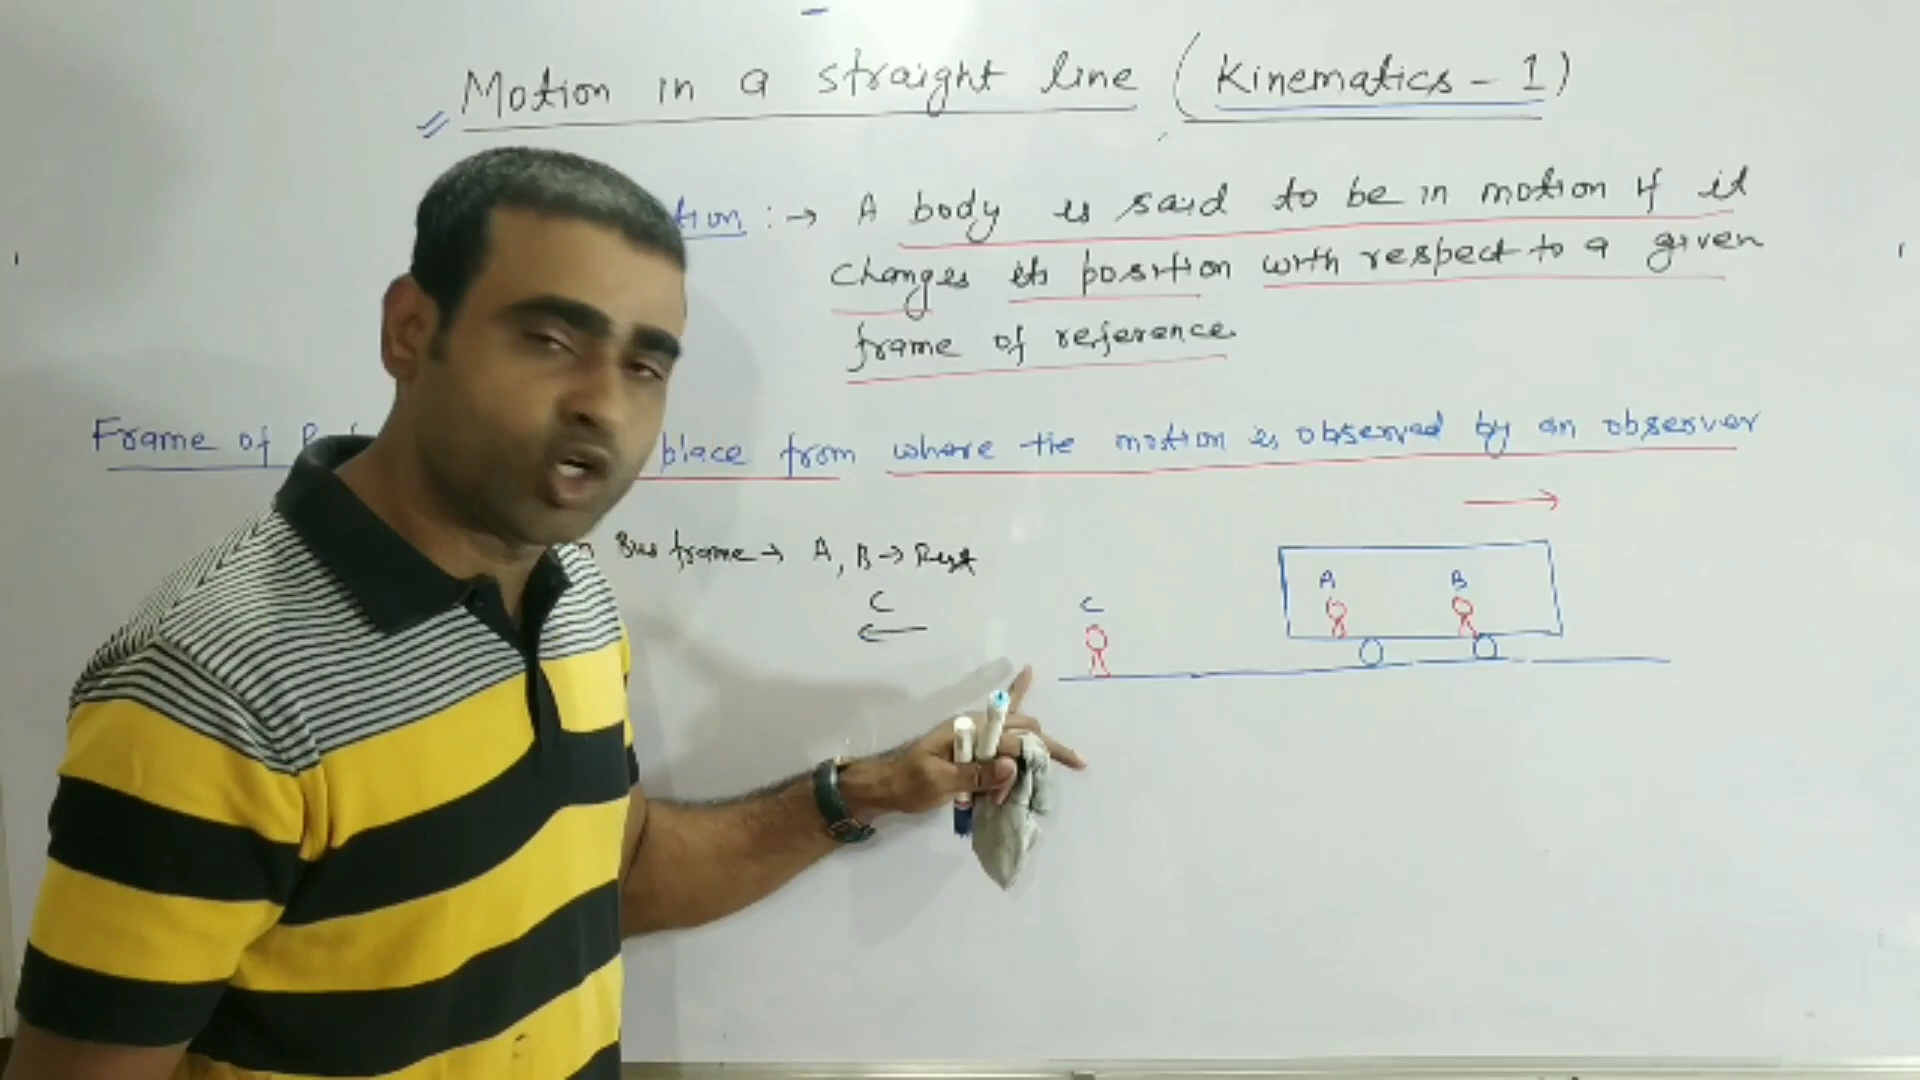 Motion in a straight line (Kinematics - 1)
tion :→ A body is said to be in motion if it
changes its position with respect to a given
frame of reference.
Frame of place from where the motion is observed by an observer
Bus frame → A, B → Rest
C
←
→
A B
C